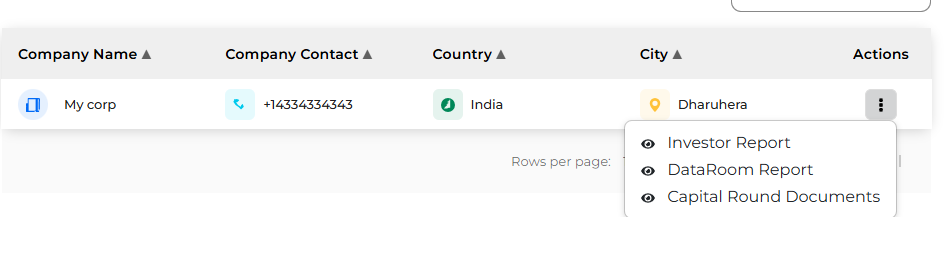 Company Name ▲ Company Contact ▲ Country ▲ City ▲ Actions
My corp +14334334343 India Dharuhera
Investor Report
Rows per page:
DataRoom Report
Capital Round Documents